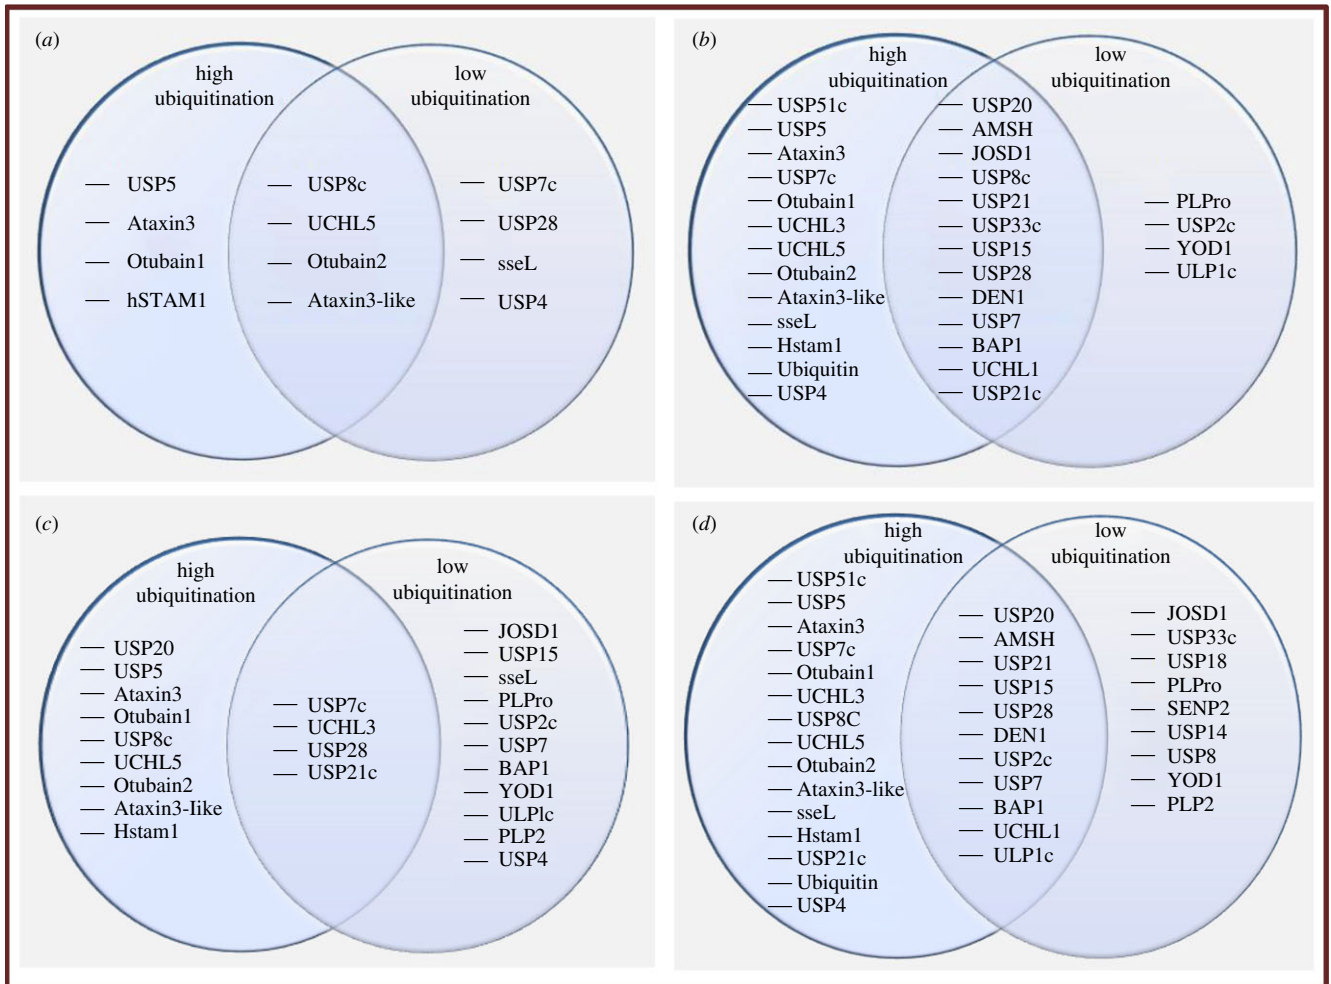 (a)
high
ubiquitination
low
ubiquitination
— USP5
— Ataxin3
— Otubain1
— hSTAM1
— USP8c
— UCHL5
— Otubain2
— Ataxin3-like
— USP7c
— USP28
— sseL
— USP4
(b)
high
ubiquitination
low
ubiquitination
— USP51c
— USP5
— Ataxin3
— USP7c
— Otubain1
— UCHL3
— UCHL5
— Otubain2
— Ataxin3-like
— sseL
— Hstam1
— Ubiquitin
— USP4
— USP20
— AMSH
— JOSD1
— USP8c
— USP21
— USP33c
— USP15
— USP28
— DEN1
— USP7
— BAP1
— UCHL1
— USP21c
— PLPro
— USP2c
— YOD1
— ULP1c
(c)
high
ubiquitination
low
ubiquitination
— USP20
— USP5
— Ataxin3
— Otubain1
— USP8c
— UCHL5
— Otubain2
— Ataxin3-Iike
— Hstam1
— USP7c
— UCHL3
— USP28
— USP21c
— JOSD1
— USP15
— sseL
— PLPro
— USP2c
— USP7
— BAP1
— YOD1
— ULPlc
— PLP2
— USP4
(d)
high
ubiquitination
low
ubiquitination
— USP51c
— USP5
— Ataxin3
— USP7c
— Otubain1
— UCHL3
— USP8C
— UCHL5
— Otubain2
— Ataxin3-like
— sseL
— Hstam1
— USP21c
— Ubiquitin
— USP4
— USP20
— AMSH
— USP21
— USP15
— USP28
— DEN1
— USP2c
— USP7
— BAP1
— UCHL1
— ULP1c
— JOSD1
— USP33c
— USP18
— PLPro
— SENP2
— USP14
— USP8
— YOD1
— PLP2